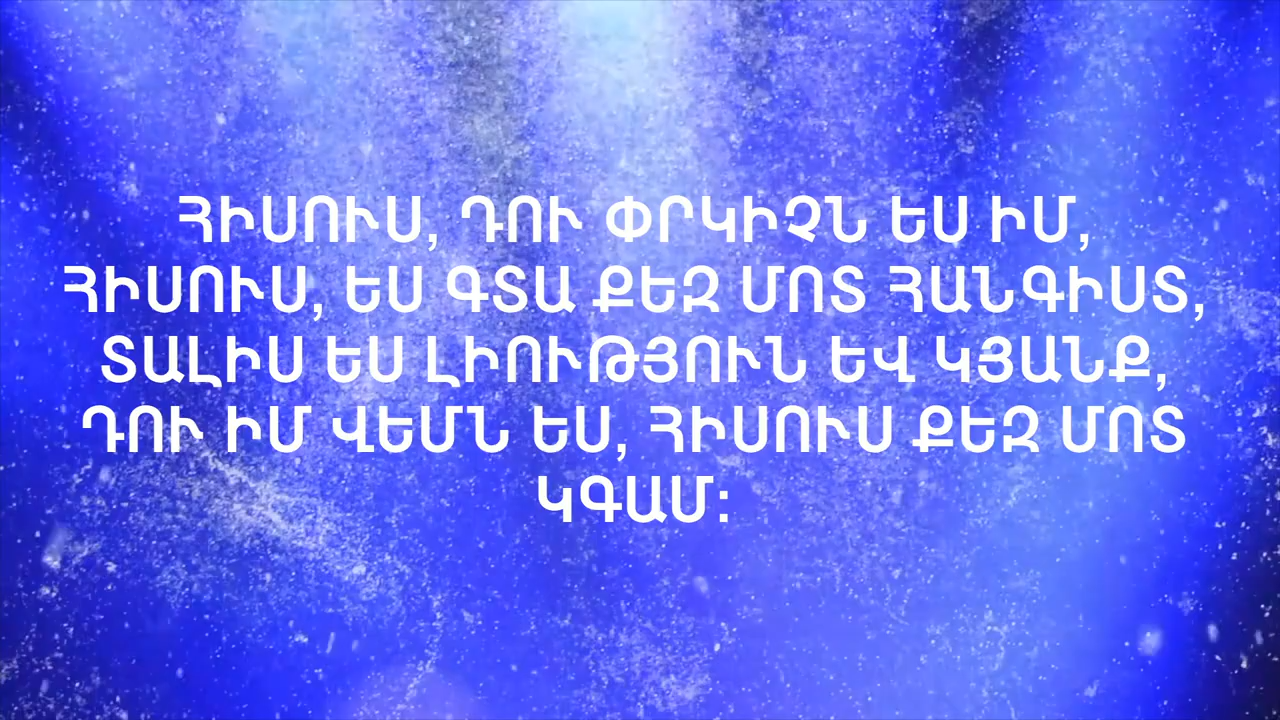 ՀԻՍՈՒՍ, ԴՈՒ ՓՐԿԻՉՆ ԵՍ ԻՄ,
ՀԻՍՈՒՍ, ԵՍ ԳՏԱ ՔԵԶ ՄՈՏ ՀԱՆԳԻՍՏ,
ՏԱԼԻՍ ԵՍ ԼԻՈՒԹՅՈՒՆ ԵՎ ԿՅԱՆՔ,
ԴՈՒ ԻՄ ՎԵՄՆ ԵՍ, ՀԻՍՈՒՍ ՔԵԶ ՄՈՏ
ԿԳԱՄ: